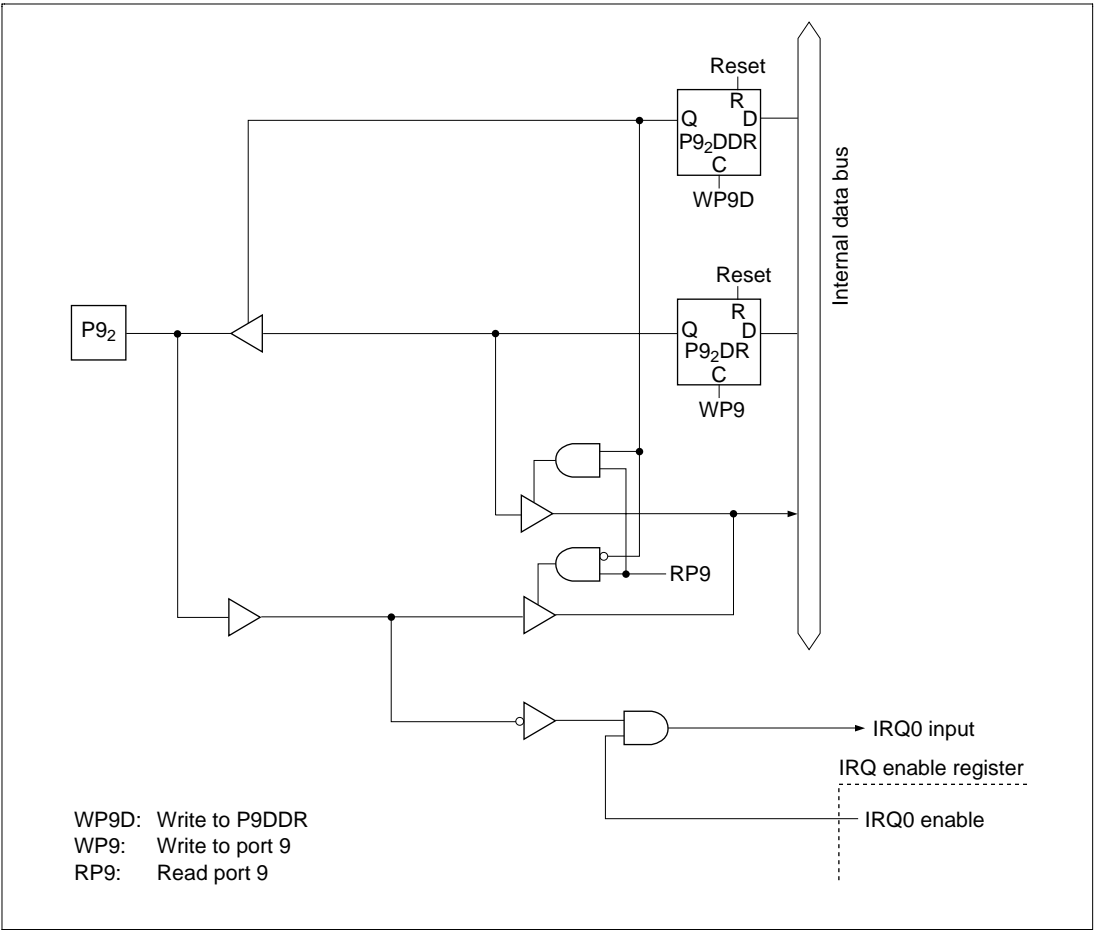 Reset
R
Q D
P9₂DDR
C
WP9D
Internal data bus
Reset
R
P9₂
Q D
P9₂DR
C
WP9
RP9
IRQ0 input
IRQ enable register
IRQ0 enable
WP9D: Write to P9DDR
WP9: Write to port 9
RP9: Read port 9